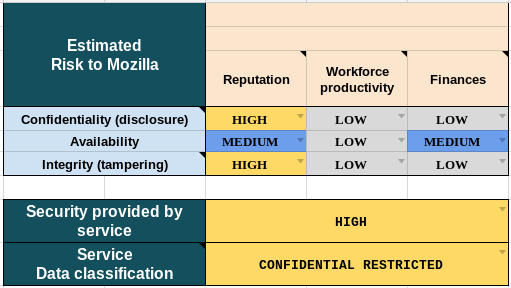 Estimated
Risk to Mozilla
Reputation
Workforce
productivity
Finances
Confidentiality (disclosure) HIGH LOW LOW
Availability MEDIUM LOW MEDIUM
Integrity (tampering) HIGH LOW LOW
Security provided by
service
HIGH
Service
Data classification
CONFIDENTIAL RESTRICTED